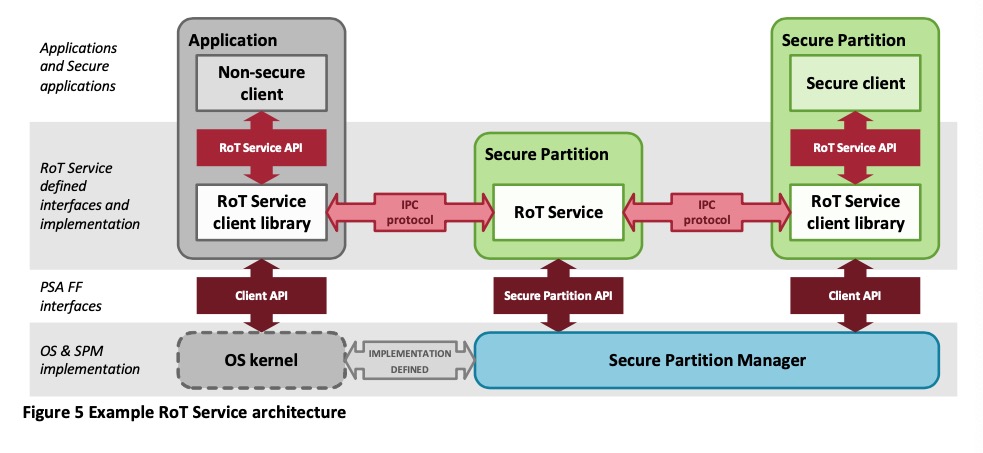 Applications
and Secure
applications
Application
Non-secure
client
RoT Service API
Secure Partition
Secure client
RoT Service API
RoT Service
defined
interfaces and
implementation
RoT Service
client library
IPC
protocol
Secure Partition
RoT Service
IPC
protocol
RoT Service
client library
PSA FF
interfaces
Client API
Secure Partition API
Client API
OS & SPM
implementation
OS kernel
IMPLEMENTATION
DEFINED
Secure Partition Manager
Figure 5 Example RoT Service architecture